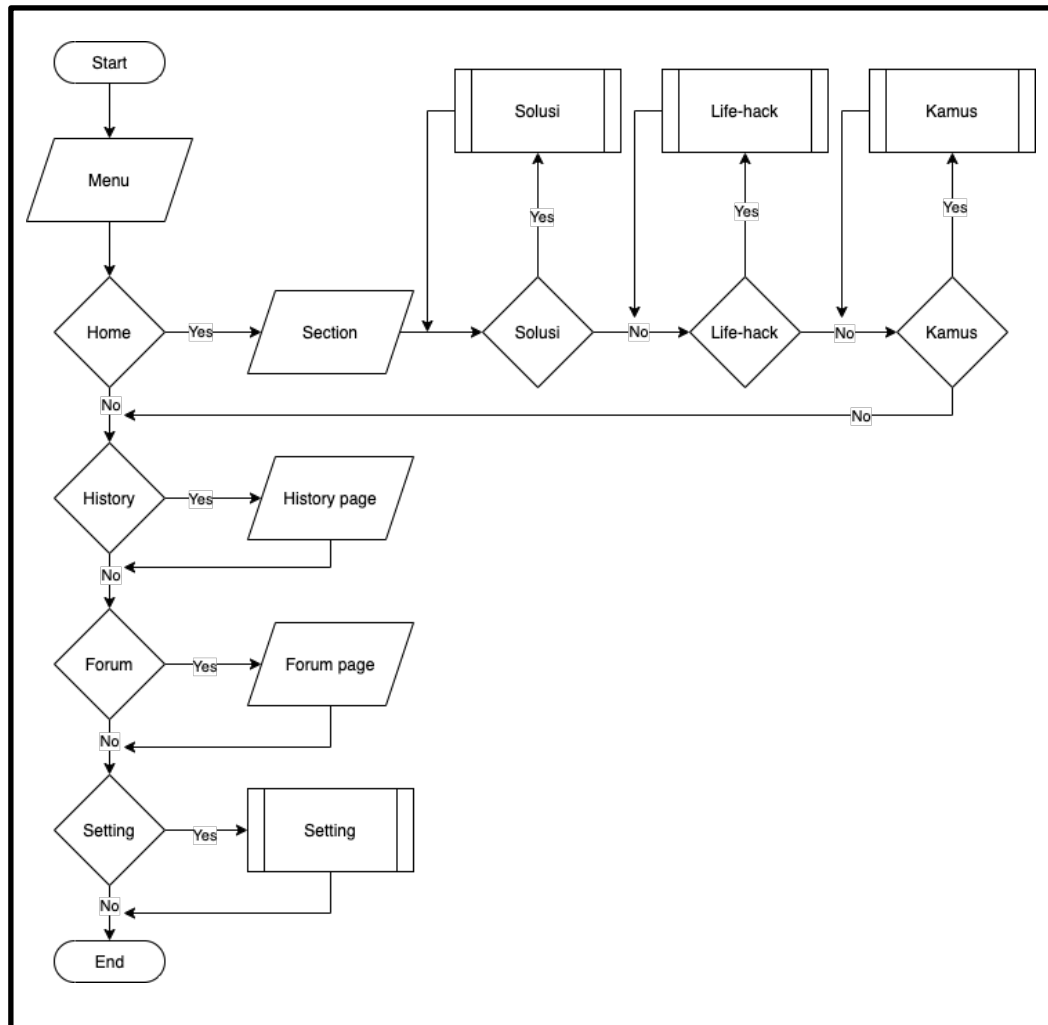 Start
Solusi
Life-hack
Kamus
Menu
Yes
Yes
Yes
Home
Yes
Section
Solusi
No
Life-hack
No
Kamus
No
No
History
Yes
History page
No
Forum
Yes
Forum page
No
Setting
Yes
Setting
No
End